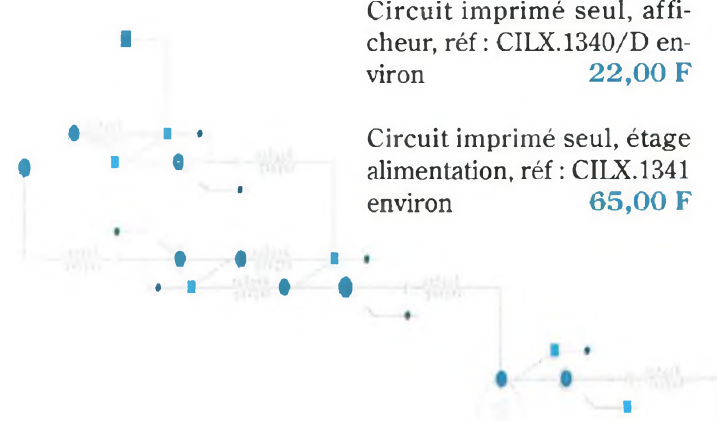 Circuit imprimé seul, affi-
cheur, réf : CILX.1340/D en-
viron 22,00 F
Circuit imprimé seul, étage
alimentation, réf : CILX.1341
environ 65,00 F